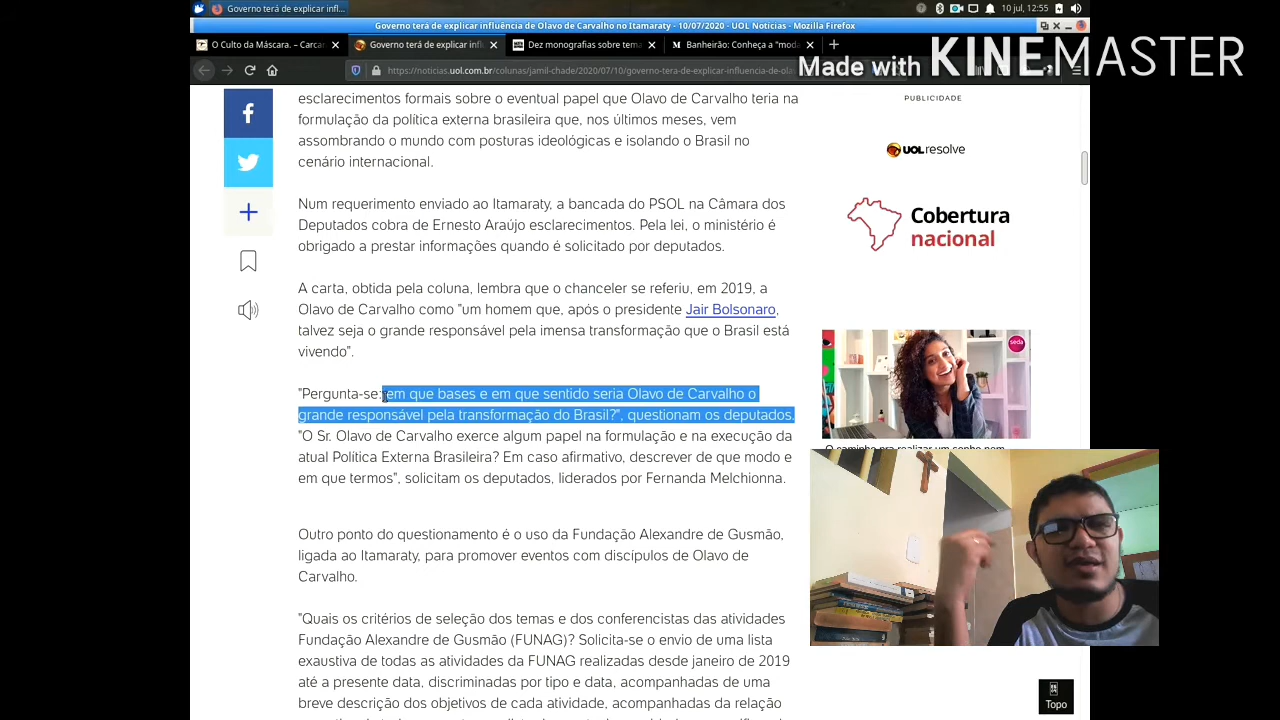 Governo terá de explicar infl...
10 jul, 12:55
Governo terá de explicar influência de Olavo de Carvalho no Itamaraty - 10/07/2020 - UOL Notícias - Mozilla Firefox
O Culto da Máscara. – Carcar
Governo terá de explicar infl
Dez monografias sobre tema
Banheirão: Conheça a "moda
Made with KINEMASTER
https://noticias.uol.com.br/colunas/jamil-chade/2020/07/10/governo-tera-de-explicar-influencia-de-ola
esclarecimentos formais sobre o eventual papel que Olavo de Carvalho teria na
formulação da política externa brasileira que, nos últimos meses, vem
assombrando o mundo com posturas ideológicas e isolando o Brasil no
cenário internacional.
Num requerimento enviado ao Itamaraty, a bancada do PSOL na Câmara dos
Deputados cobra de Ernesto Araújo esclarecimentos. Pela lei, o ministério é
obrigado a prestar informações quando é solicitado por deputados.
A carta, obtida pela coluna, lembra que o chanceler se referiu, em 2019, a
Olavo de Carvalho como "um homem que, após o presidente Jair Bolsonaro,
talvez seja o grande responsável pela imensa transformação que o Brasil está
vivendo".
"Pergunta-se: em que bases e em que sentido seria Olavo de Carvalho o
grande responsável pela transformação do Brasil?", questionam os deputados.
"O Sr. Olavo de Carvalho exerce algum papel na formulação e na execução da
atual Política Externa Brasileira? Em caso afirmativo, descrever de que modo e
em que termos", solicitam os deputados, liderados por Fernanda Melchionna.
Outro ponto do questionamento é o uso da Fundação Alexandre de Gusmão,
ligada ao Itamaraty, para promover eventos com discípulos de Olavo de
Carvalho.
"Quais os critérios de seleção dos temas e dos conferencistas das atividades
Fundação Alexandre de Gusmão (FUNAG)? Solicita-se o envio de uma lista
exaustiva de todas as atividades da FUNAG realizadas desde janeiro de 2019
até a presente data, discriminadas por tipo e data, acompanhadas de uma
breve descrição dos objetivos de cada atividade, acompanhadas da relação
PUBLICIDADE
UOL resolve
Cobertura
nacional
seda
O caminho pra realizar um sonho nem
Topo